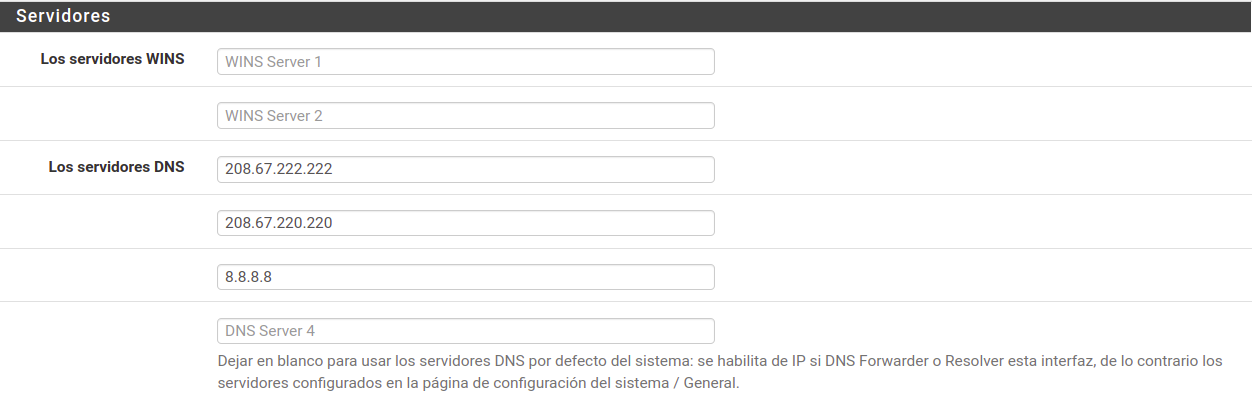 Servidores
Los servidores WINS
WINS Server 1
WINS Server 2
Los servidores DNS
208.67.222.222
208.67.220.220
8.8.8.8
DNS Server 4
Dejar en blanco para usar los servidores DNS por defecto del sistema: se habilita de IP si DNS Forwarder o Resolver esta interfaz, de lo contrario los
servidores configurados en la página de configuración del sistema / General.